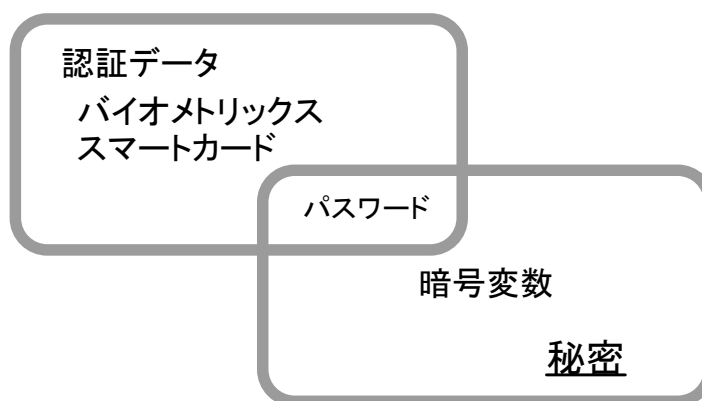 認証データ
バイオメトリックス
スマートカード
パスワード
暗号変数
秘密